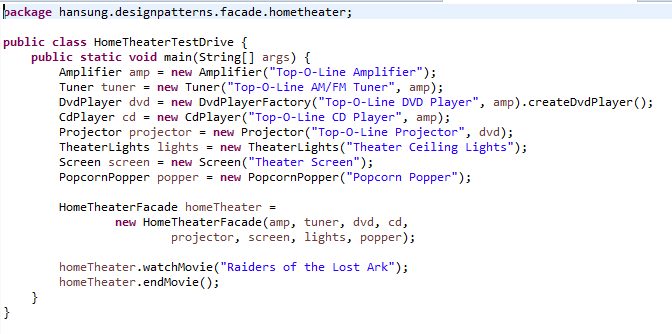 package hansung.designpatterns.facade.hometheater;
public class HomeTheaterTestDrive {
public static void main(String[] args) {
Amplifier amp = new Amplifier("Top-O-Line Amplifier");
Tuner tuner = new Tuner("Top-O-Line AM/FM Tuner", amp);
DvdPlayer dvd = new DvdPlayerFactory("Top-O-Line DVD Player", amp).createDvdPlayer();
CdPlayer cd = new CdPlayer("Top-O-Line CD Player", amp);
Projector projector = new Projector("Top-O-Line Projector", dvd);
TheaterLights lights = new TheaterLights("Theater Ceiling Lights");
Screen screen = new Screen("Theater Screen");
PopcornPopper popper = new PopcornPopper("Popcorn Popper");
HomeTheaterFacade homeTheater =
new HomeTheaterFacade(amp, tuner, dvd, cd,
projector, screen, lights, popper);
homeTheater.watchMovie("Raiders of the Lost Ark");
homeTheater.endMovie();
}
}